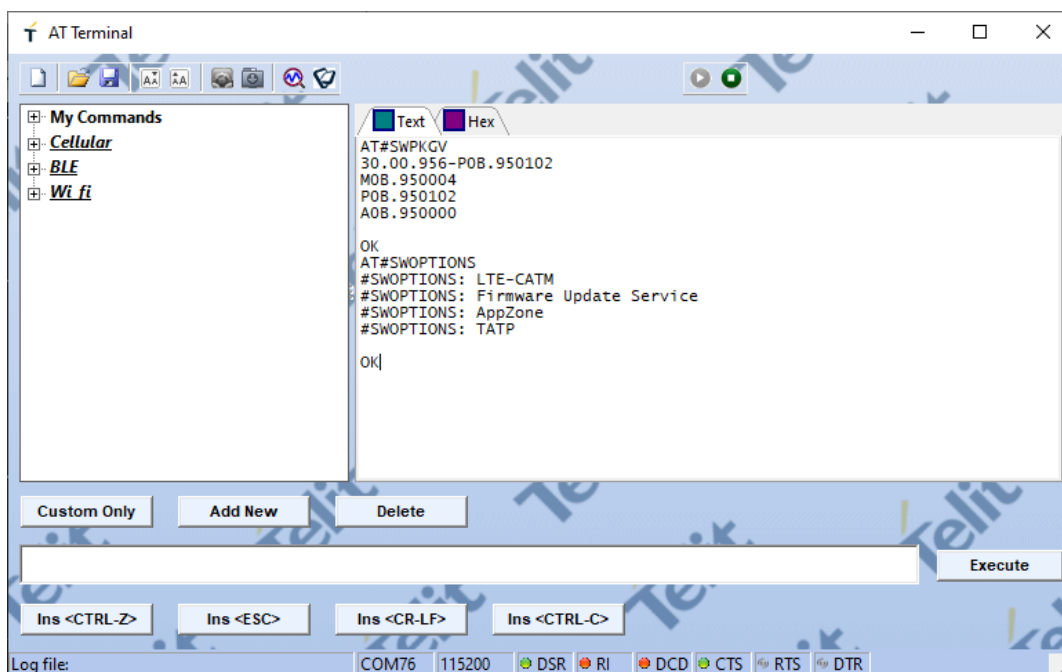 AT Terminal
My Commands
Cellular
BLE
Wi fi
Text Hex
AT#SWPKGV
30.00.956-P0B.950102
M0B.950004
P0B.950102
A0B.950000
OK
AT#SWOPTIONS
#SWOPTIONS: LTE-CATM
#SWOPTIONS: Firmware Update Service
#SWOPTIONS: AppZone
#SWOPTIONS: TATP
OK
Custom Only Add New Delete
Execute
Ins <CTRL-Z> Ins <ESC> Ins <CR-LF> Ins <CTRL-C>
Log file: COM76 115200 DSR RI DCD CTS RTS DTR
Telit